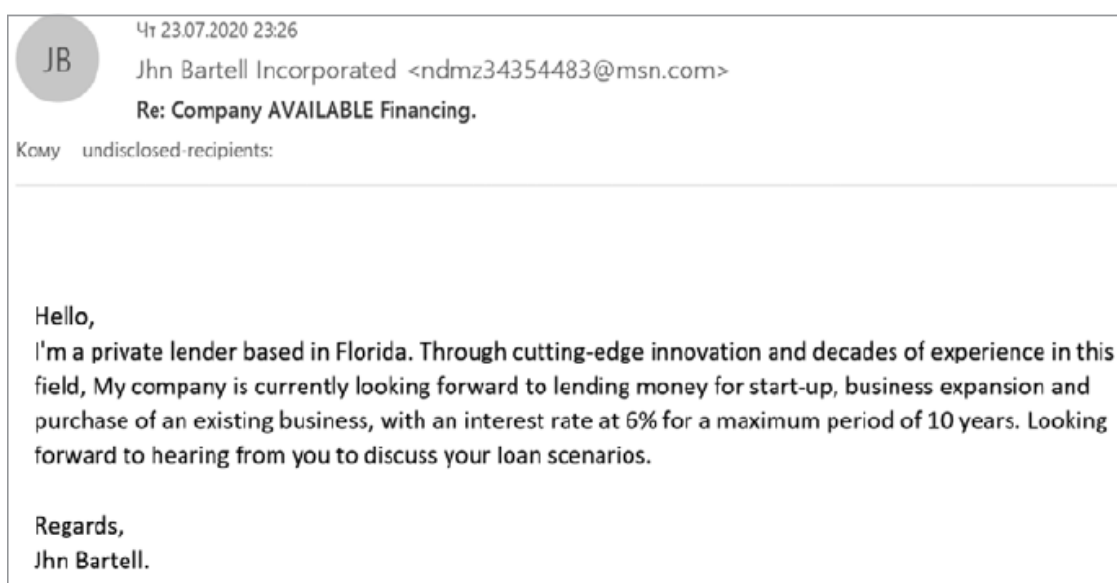 JB
Чт 23.07.2020 23:26
Jhn Bartell Incorporated <ndmz34354483@msn.com>
Re: Company AVAILABLE Financing.
Кому undisclosed-recipients:
Hello,
I'm a private lender based in Florida. Through cutting-edge innovation and decades of experience in this
field, My company is currently looking forward to lending money for start-up, business expansion and
purchase of an existing business, with an interest rate at 6% for a maximum period of 10 years. Looking
forward to hearing from you to discuss your loan scenarios.
Regards,
Jhn Bartell.